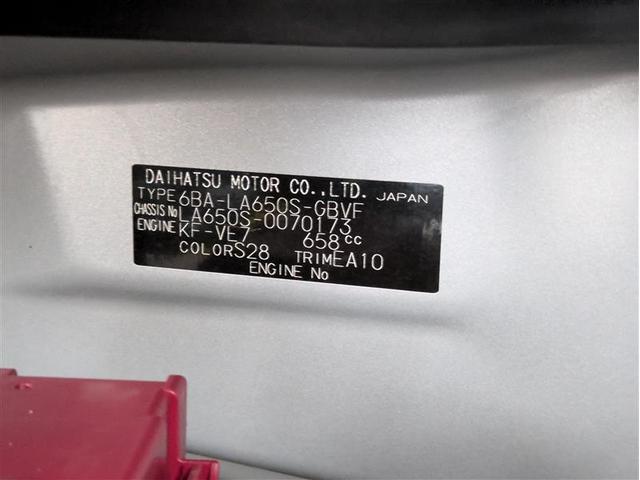 DAIHATSU MOTOR CO.,LTD. JAPAN
TYPE 6BA-LA650S-GBVF
CHASSIS No LA650S-0070173
ENGINE KF-VE7 658cc
COLOR S28 TRIM EA10
ENGINE No